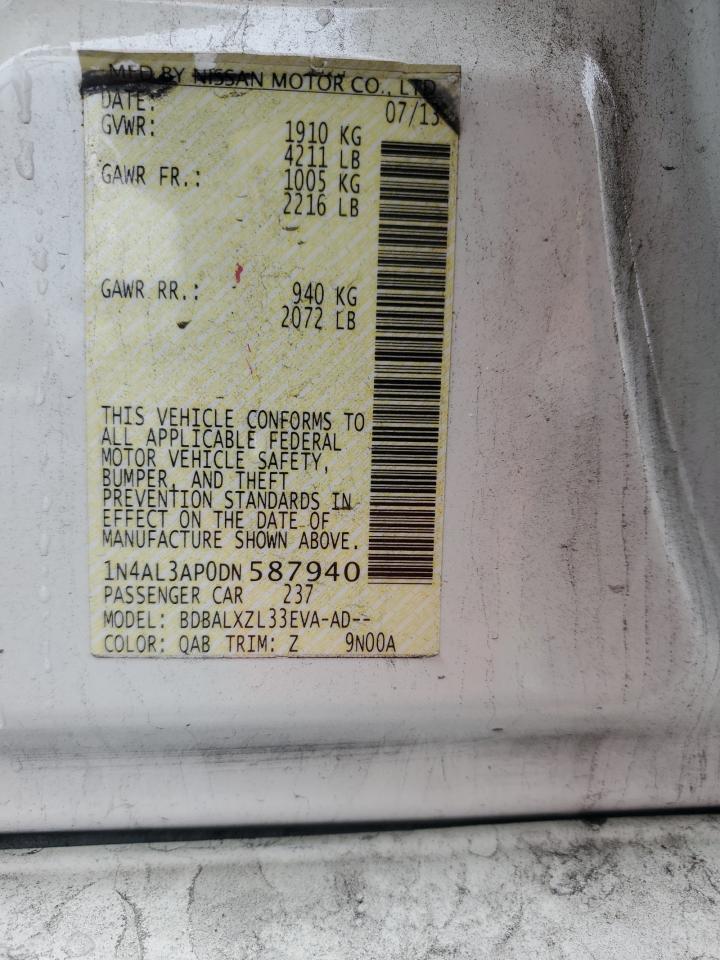 MFD BY NISSAN MOTOR CO., LTD.
DATE: 07/13
GVWR: 1910 KG
4211 LB
GAWR FR.: 1005 KG
2216 LB
GAWR RR.: 940 KG
2072 LB
THIS VEHICLE CONFORMS TO
ALL APPLICABLE FEDERAL
MOTOR VEHICLE SAFETY,
BUMPER, AND THEFT
PREVENTION STANDARDS IN
EFFECT ON THE DATE OF
MANUFACTURE SHOWN ABOVE.
1N4AL3AP0DN 587940
PASSENGER CAR 237
MODEL: BDBALXZL33EVA-AD--
COLOR: QAB TRIM: Z 9N00A